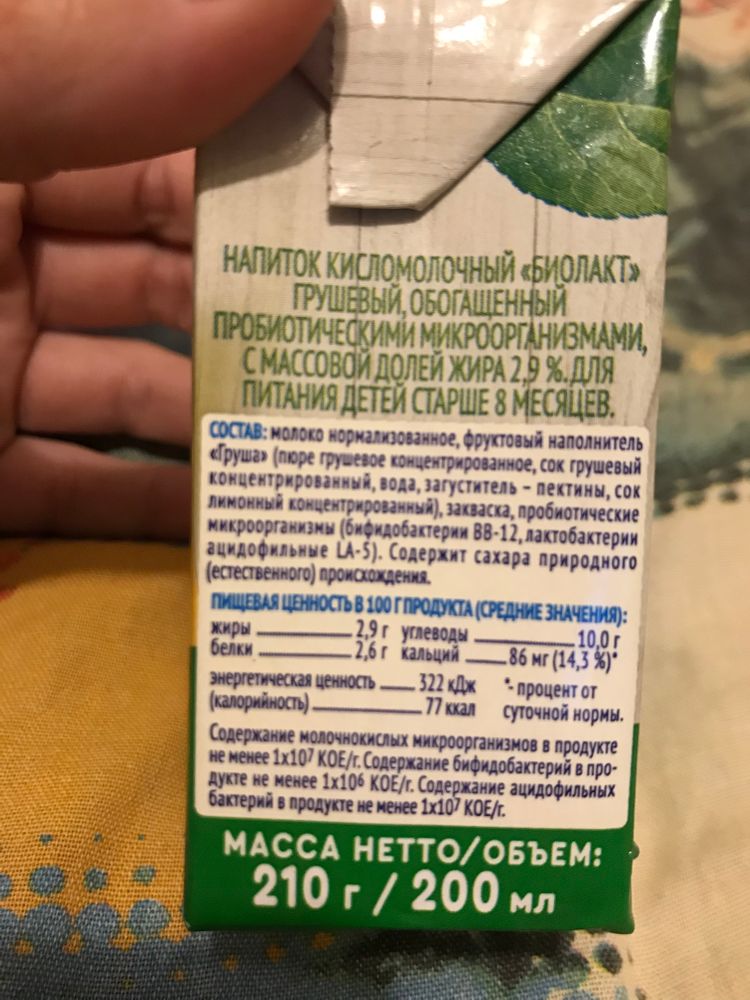 НАПИТОК КИСЛОМОЛОЧНЫЙ «БИОЛАКТ»
ГРУШЕВЫЙ, ОБОГАЩЕННЫЙ
ПРОБИОТИЧЕСКИМИ МИКРООРГАНИЗМАМИ,
С МАССОВОЙ ДОЛЕЙ ЖИРА 2,9 %. ДЛЯ
ПИТАНИЯ ДЕТЕЙ СТАРШЕ 8 МЕСЯЦЕВ.
СОСТАВ: молоко нормализованное, фруктовый наполнитель
«Груша» (пюре грушевое концентрированное, сок грушевый
концентрированный, вода, загуститель – пектины, сок
лимонный концентрированный), закваска, пробиотические
микроорганизмы (бифидобактерии BB-12, лактобактерии
ацидофильные LA-5). Содержит сахара природного
(естественного) происхождения.
ПИЩЕВАЯ ЦЕННОСТЬ В 100 Г ПРОДУКТА (СРЕДНИЕ ЗНАЧЕНИЯ):
жиры 2,9 г углеводы 10,0 г
белки 2,6 г кальций 86 мг (14,3 %)*
энергетическая ценность 322 кДж *- процент от
(калорийность) 77 ккал суточной нормы.
Содержание молочнокислых микроорганизмов в продукте
не менее 1х10⁷ КОЕ/г. Содержание бифидобактерий в про-
дукте не менее 1х10⁶ КОЕ/г. Содержание ацидофильных
бактерий в продукте не менее 1х10⁷ КОЕ/г.
МАССА НЕТТО/ОБЪЕМ:
210 г / 200 мл